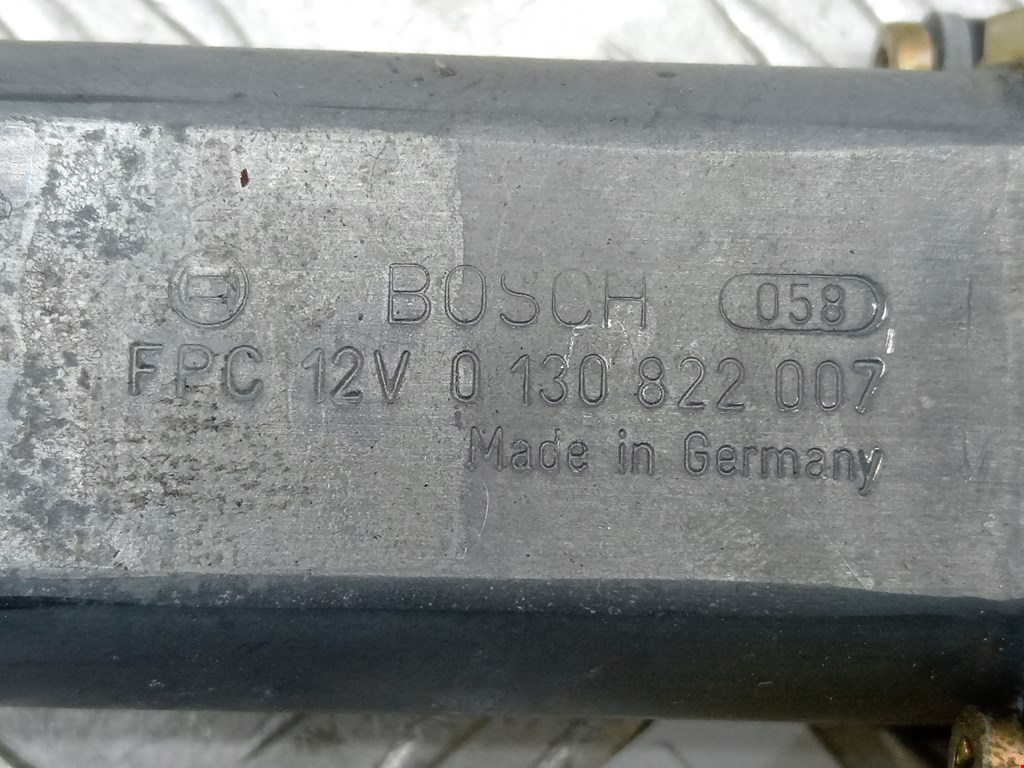 BOSCH 058
FPC 12V 0 130 822 007
Made in Germany